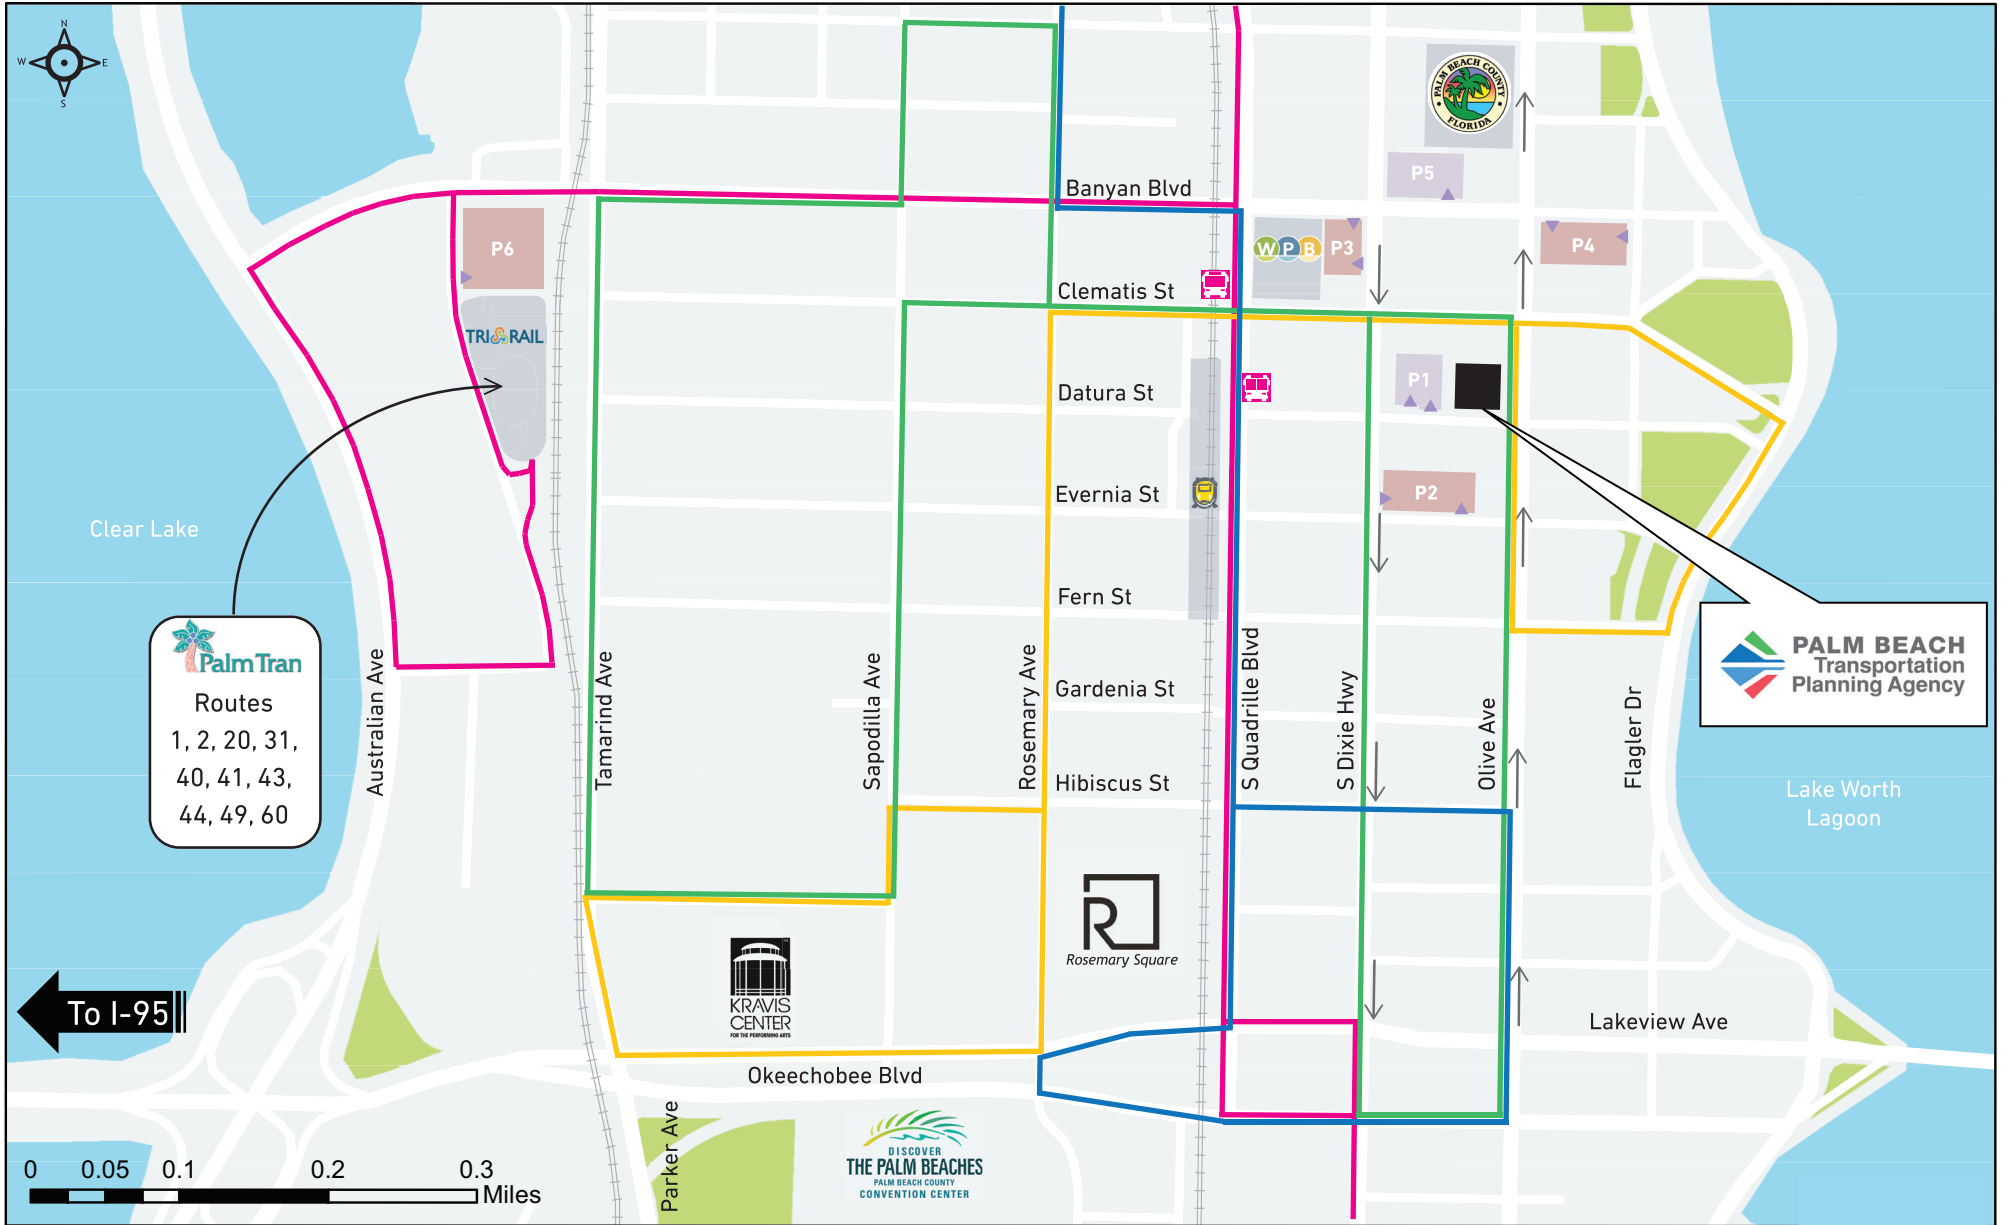 N
W E
S
PALM BEACH COUNTY
FLORIDA
P5
Banyan Blvd
P6
WPB
P3
P4
Clematis St
TRI RAIL
Datura St
P1
Evernia St
P2
Clear Lake
Fern St
PalmTran
Routes
1, 2, 20, 31,
40, 41, 43,
44, 49, 60
PALM BEACH
Transportation
Planning Agency
Australian Ave
Tamarind Ave
Sapodilla Ave
Rosemary Ave
Gardenia St
S Quadrille Blvd
S Dixie Hwy
Olive Ave
Flagler Dr
Hibiscus St
Lake Worth
Lagoon
R
Rosemary Square
KRAVIS
CENTER
FOR THE PERFORMING ARTS
To I-95
Lakeview Ave
Okeechobee Blvd
Parker Ave
DISCOVER
THE PALM BEACHES
PALM BEACH COUNTY
CONVENTION CENTER
0 0.05 0.1 0.2 0.3
Miles